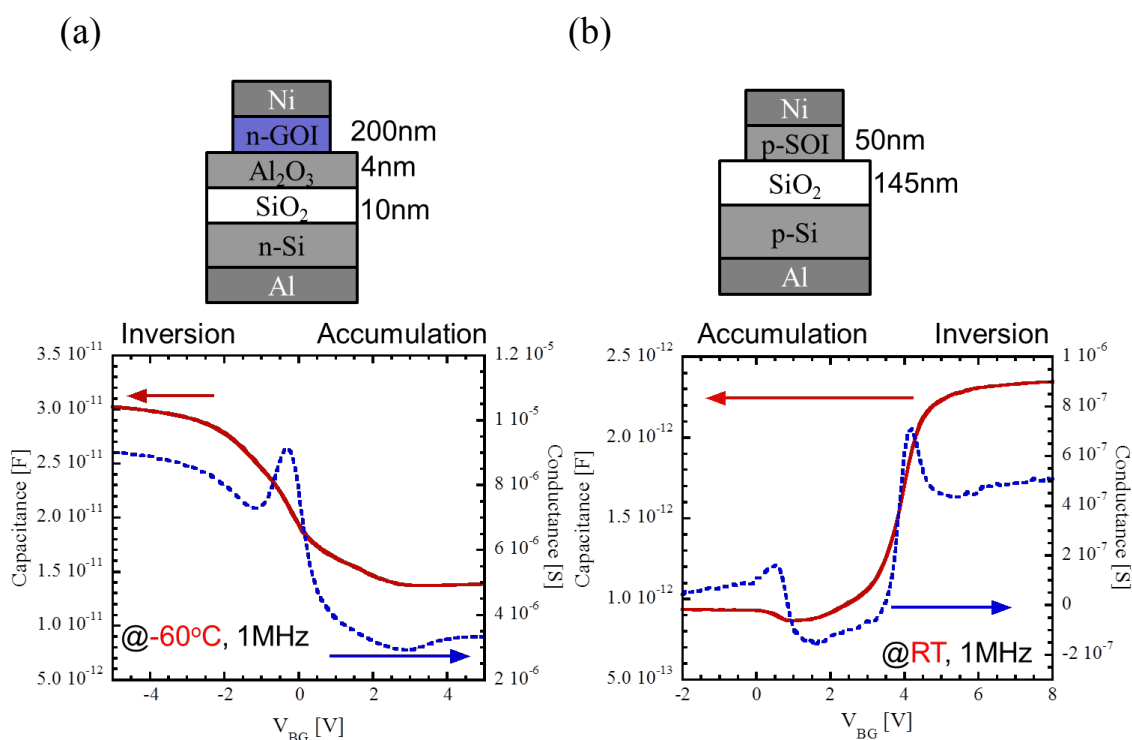 (a)
Ni
n-GOI 200nm
Al₂O₃ 4nm
SiO₂ 10nm
n-Si
Al
Inversion Accumulation
Capacitance [F]
3.5 10⁻¹¹
3.0 10⁻¹¹
2.5 10⁻¹¹
2.0 10⁻¹¹
1.5 10⁻¹¹
1.0 10⁻¹¹
5.0 10⁻¹²
1.2 10⁻⁵
1 10⁻⁵
8 10⁻⁶
6 10⁻⁶
4 10⁻⁶
2 10⁻⁶
Conductance [S]
@-60°C, 1MHz
-4 -2 0 2 4
V_BG [V]
(b)
Ni
p-SOI 50nm
SiO₂ 145nm
p-Si
Al
Accumulation Inversion
Capacitance [F]
2.5 10⁻¹²
2.0 10⁻¹²
1.5 10⁻¹²
1.0 10⁻¹²
5.0 10⁻¹³
1 10⁻⁶
8 10⁻⁷
6 10⁻⁷
4 10⁻⁷
2 10⁻⁷
0
-2 10⁻⁷
Conductance [S]
@RT, 1MHz
-2 0 2 4 6 8
V_BG [V]